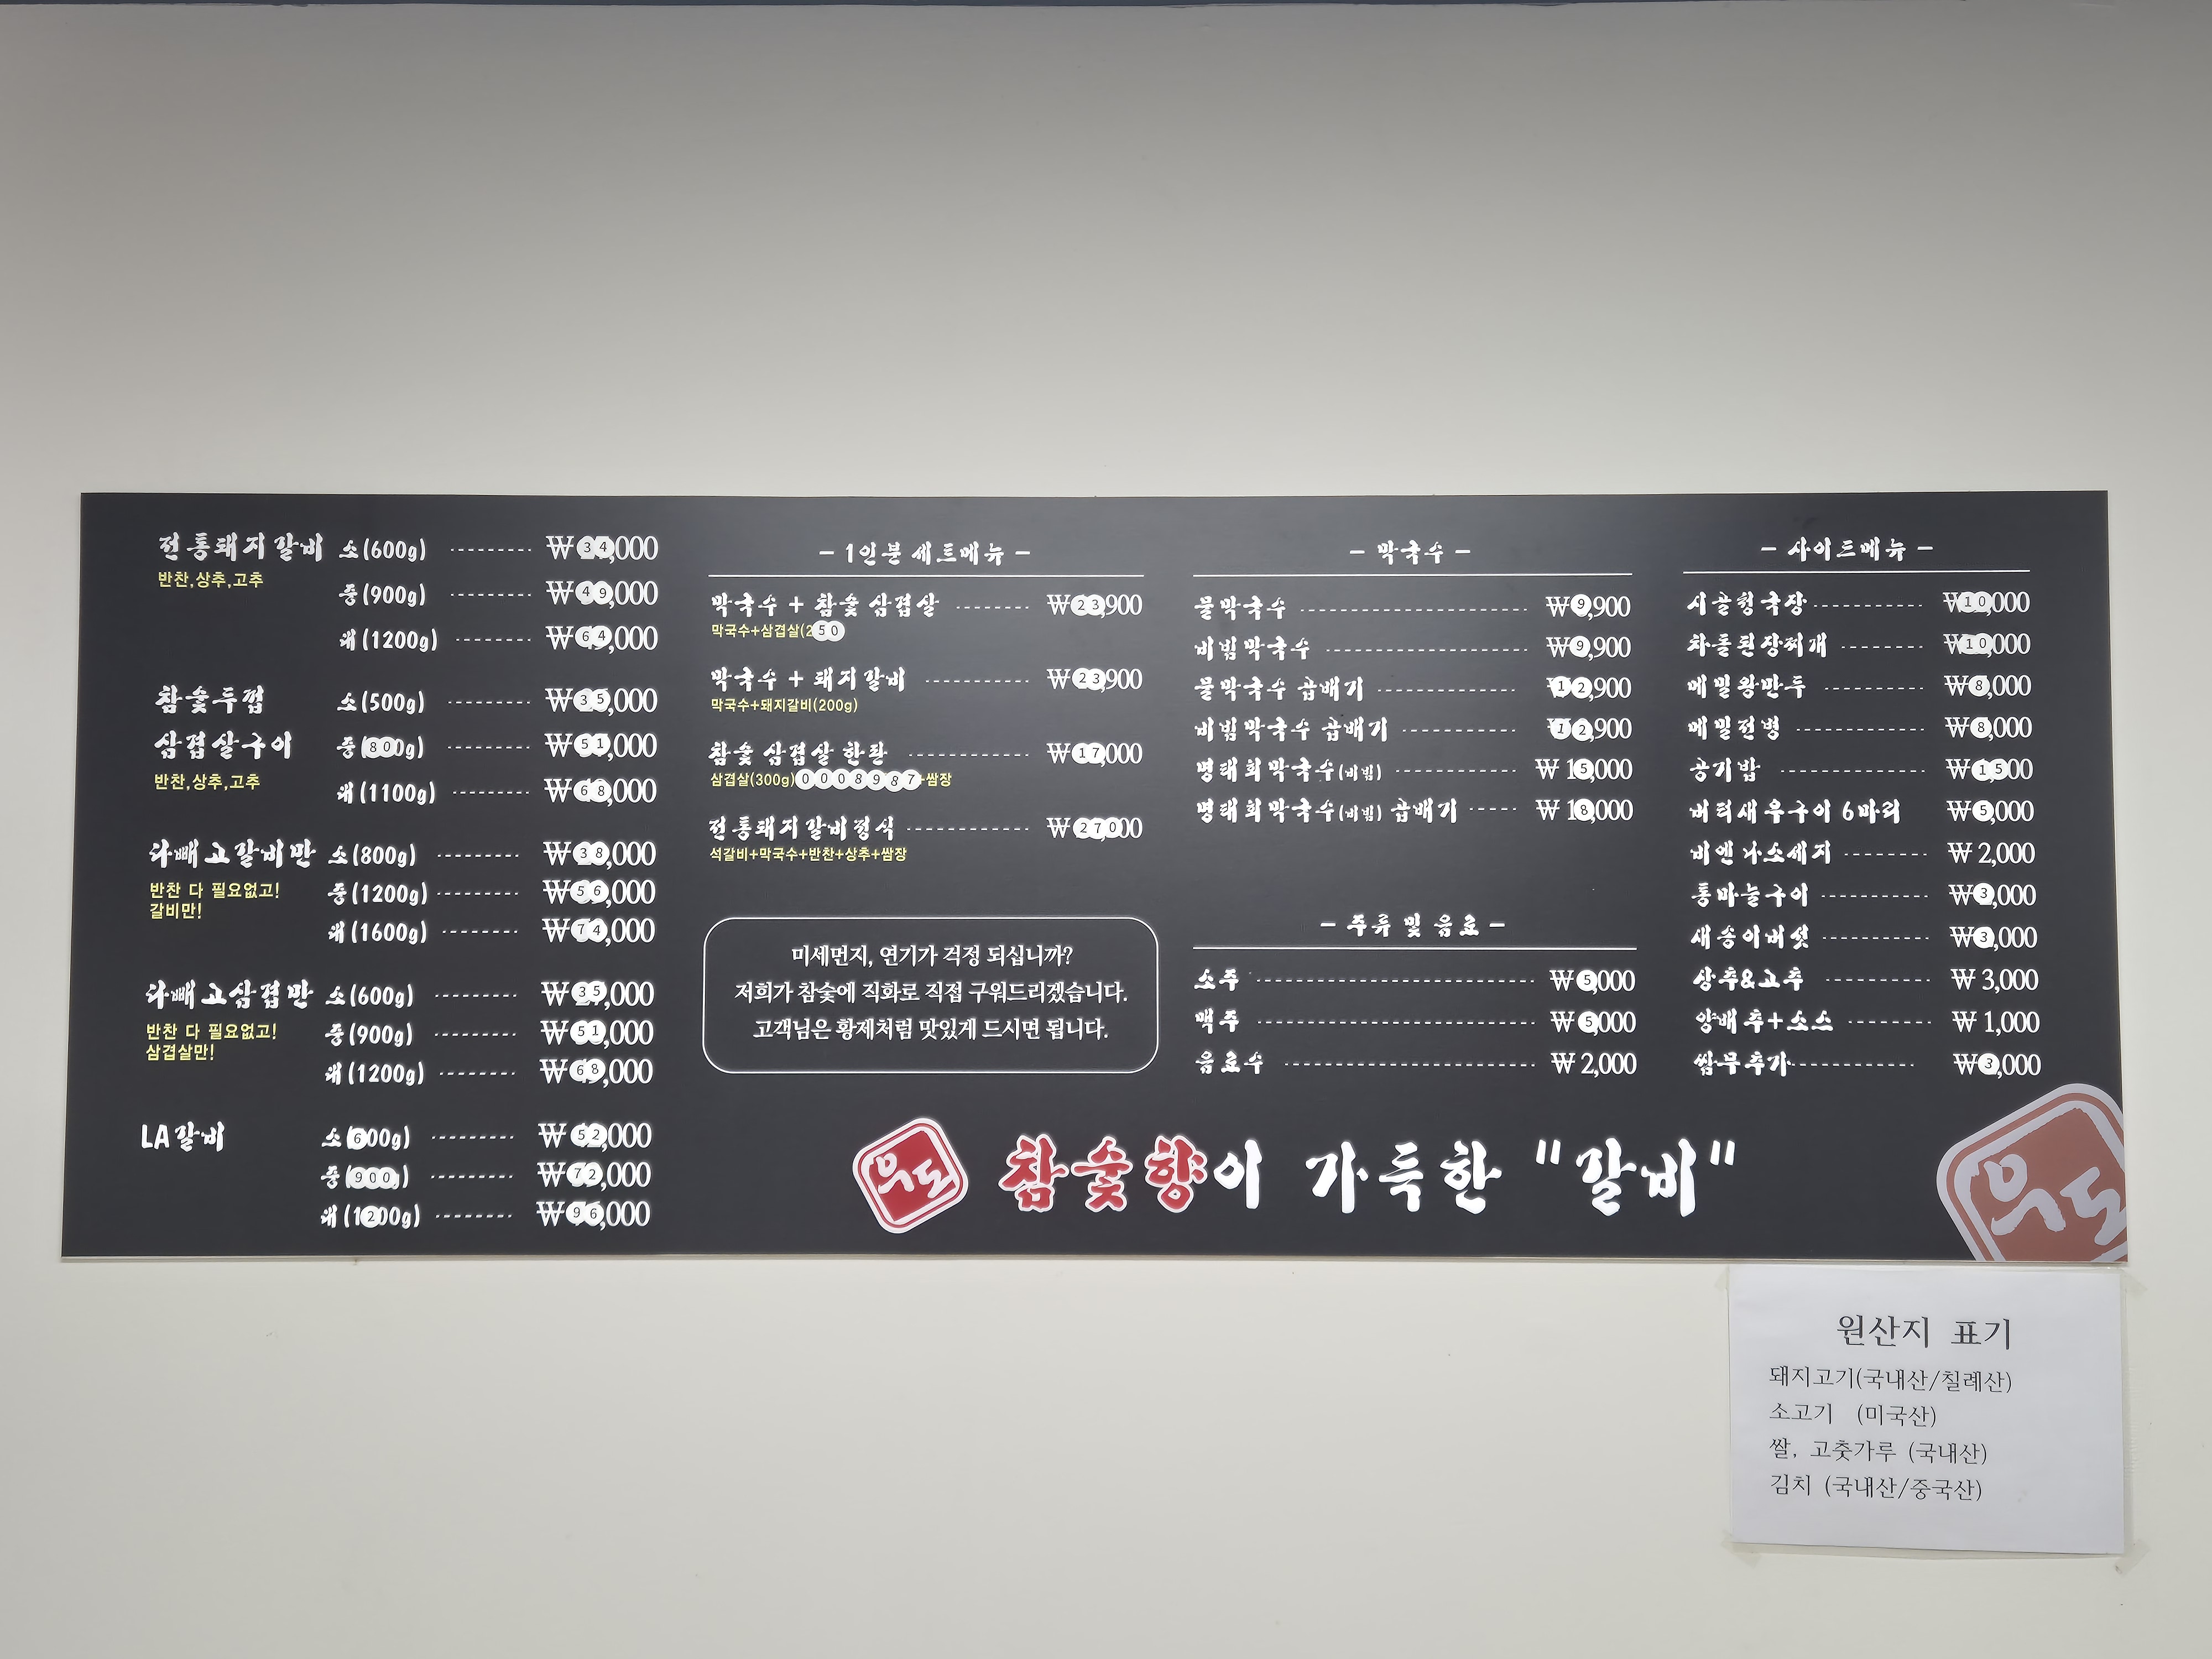 전통돼지갈비 소(600g) ₩34,000
반찬,상추,고추
중(900g) ₩49,000
대(1200g) ₩64,000
참숯두껍 소(500g) ₩35,000
삼겹살구이 중(800g) ₩51,000
반찬,상추,고추
대(1100g) ₩68,000
다빼고갈비만 소(800g) ₩38,000
반찬 다 필요없고!
갈비만!
중(1200g) ₩56,000
대(1600g) ₩74,000
다빼고삼겹만 소(600g) ₩35,000
반찬 다 필요없고!
삼겹살만!
중(900g) ₩51,000
대(1200g) ₩68,000
LA갈비 소(600g) ₩52,000
중(900) ₩72,000
대(1200g) ₩96,000
- 1인분 세트메뉴 -
막국수 + 참숯 삼겹살 ₩23,900
막국수+삼겹살(250
막국수 + 돼지갈비 ₩23,900
막국수+돼지갈비(200g)
참숯 삼겹살 한판 ₩17,000
삼겹살(300g)0008987+쌈장
전통돼지갈비정식 ₩27000
석갈비+막국수+반찬+상추+쌈장
미세먼지, 연기가 걱정 되십니까?
저희가 참숯에 직화로 직접 구워드리겠습니다.
고객님은 황제처럼 맛있게 드시면 됩니다.
- 막국수 -
물막국수 ₩9,900
비빔막국수 ₩9,900
물막국수 곱배기 ₩12,900
비빔막국수 곱배기 ₩12,900
명태회막국수(비빔) ₩ 15,000
명태회막국수(비빔) 곱배기 ₩ 18,000
- 주류 및 음료 -
소주 ₩5,000
맥주 ₩5,000
음료수 ₩ 2,000
- 사이드메뉴 -
시골청국장 ₩10,000
차돌된장찌개 ₩10,000
메밀왕만두 ₩8,000
메밀전병 ₩8,000
공기밥 ₩1500
버터새우구이 6마리 ₩5,000
비엔나소세지 ₩ 2,000
통마늘구이 ₩3,000
새송이버섯 ₩3,000
상추&고추 ₩ 3,000
양배추+소스 ₩ 1,000
쌈무추가 ₩3,000
우도 참숯향이 가득한 "갈비"
우도
원산지 표기
돼지고기(국내산/칠레산)
소고기 (미국산)
쌀, 고춧가루 (국내산)
김치 (국내산/중국산)